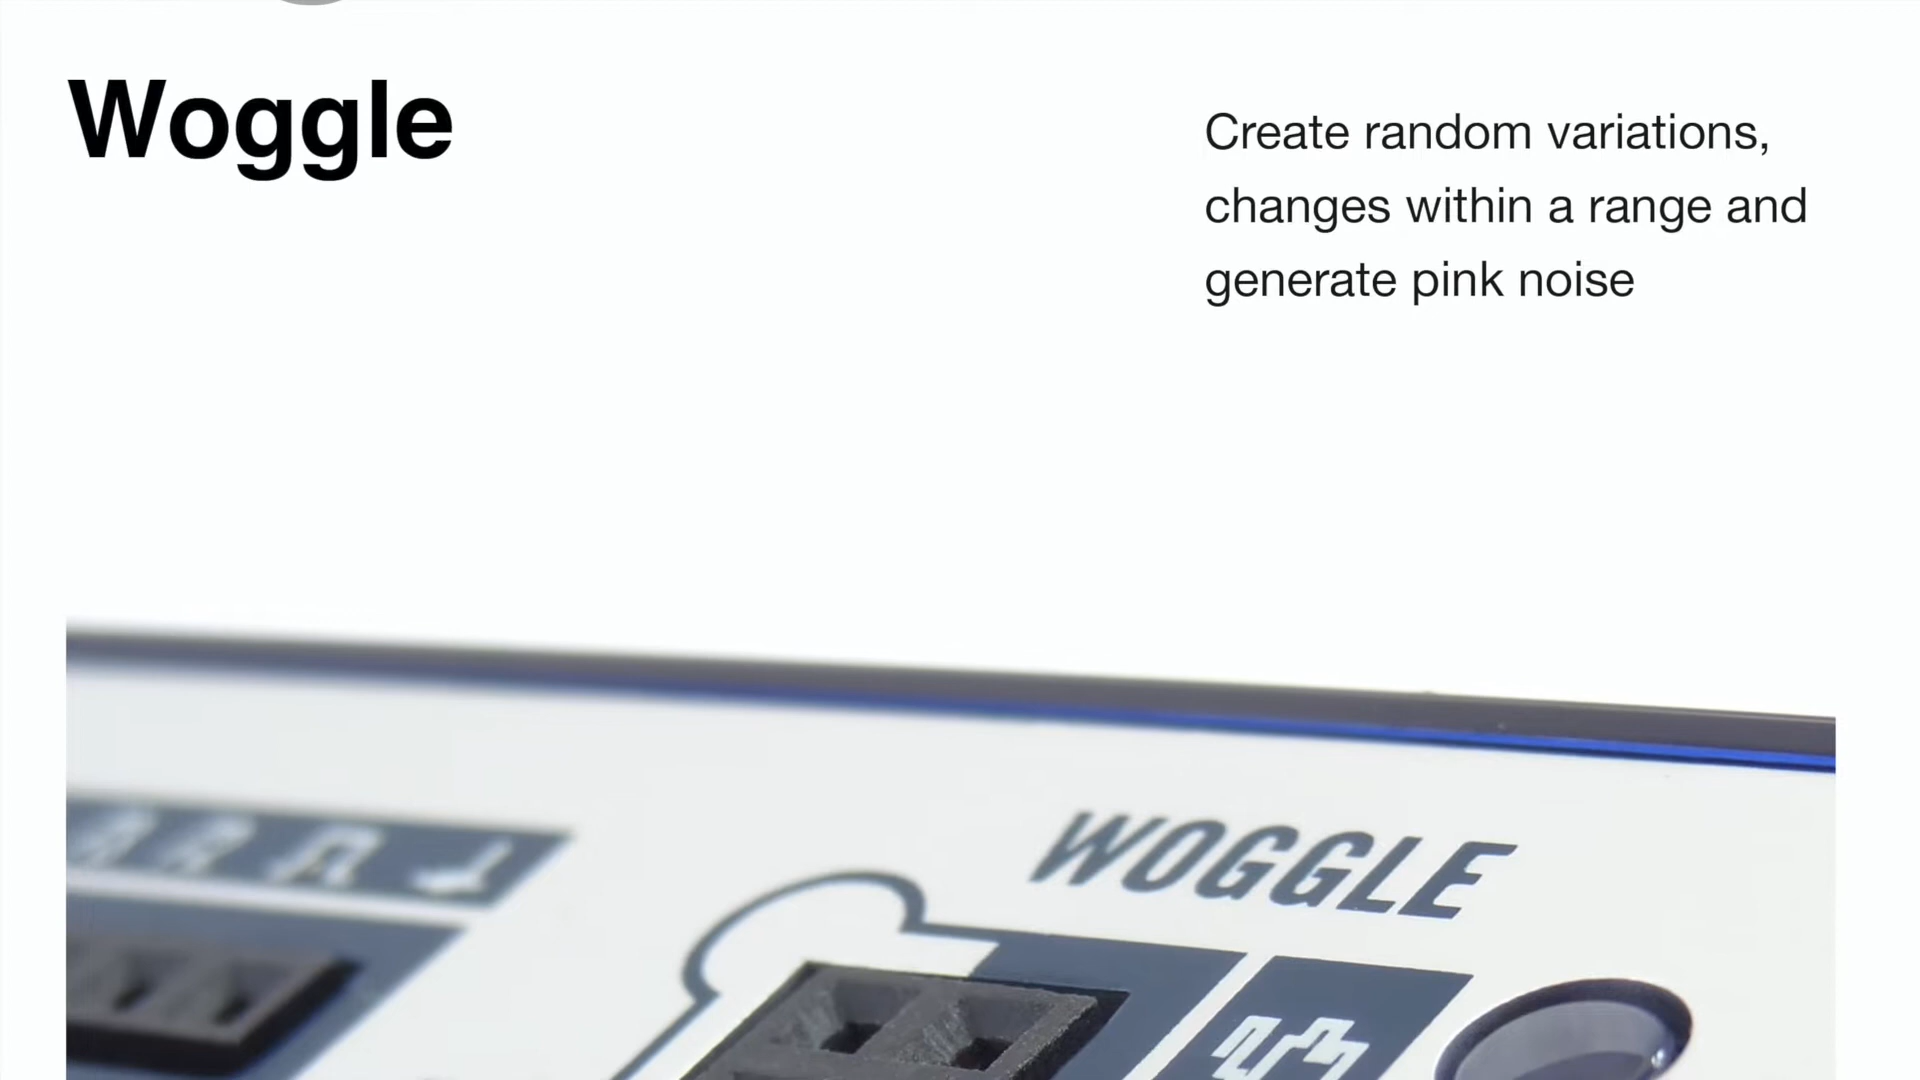 Woggle
Create random variations,
changes within a range and
generate pink noise
WOGGLE